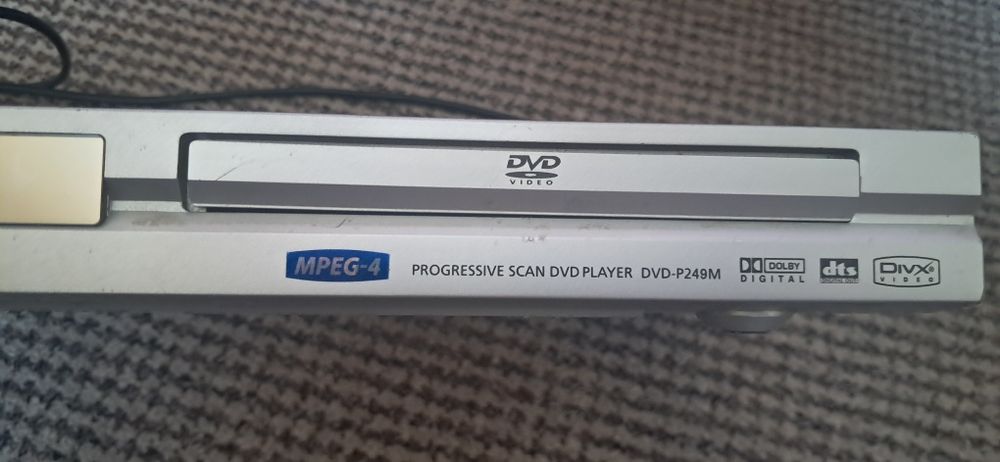 DVD
VIDEO
MPEG-4
PROGRESSIVE SCAN DVD PLAYER DVD-P249M
DOLBY
DIGITAL
dts
DIVX®
VIDEO